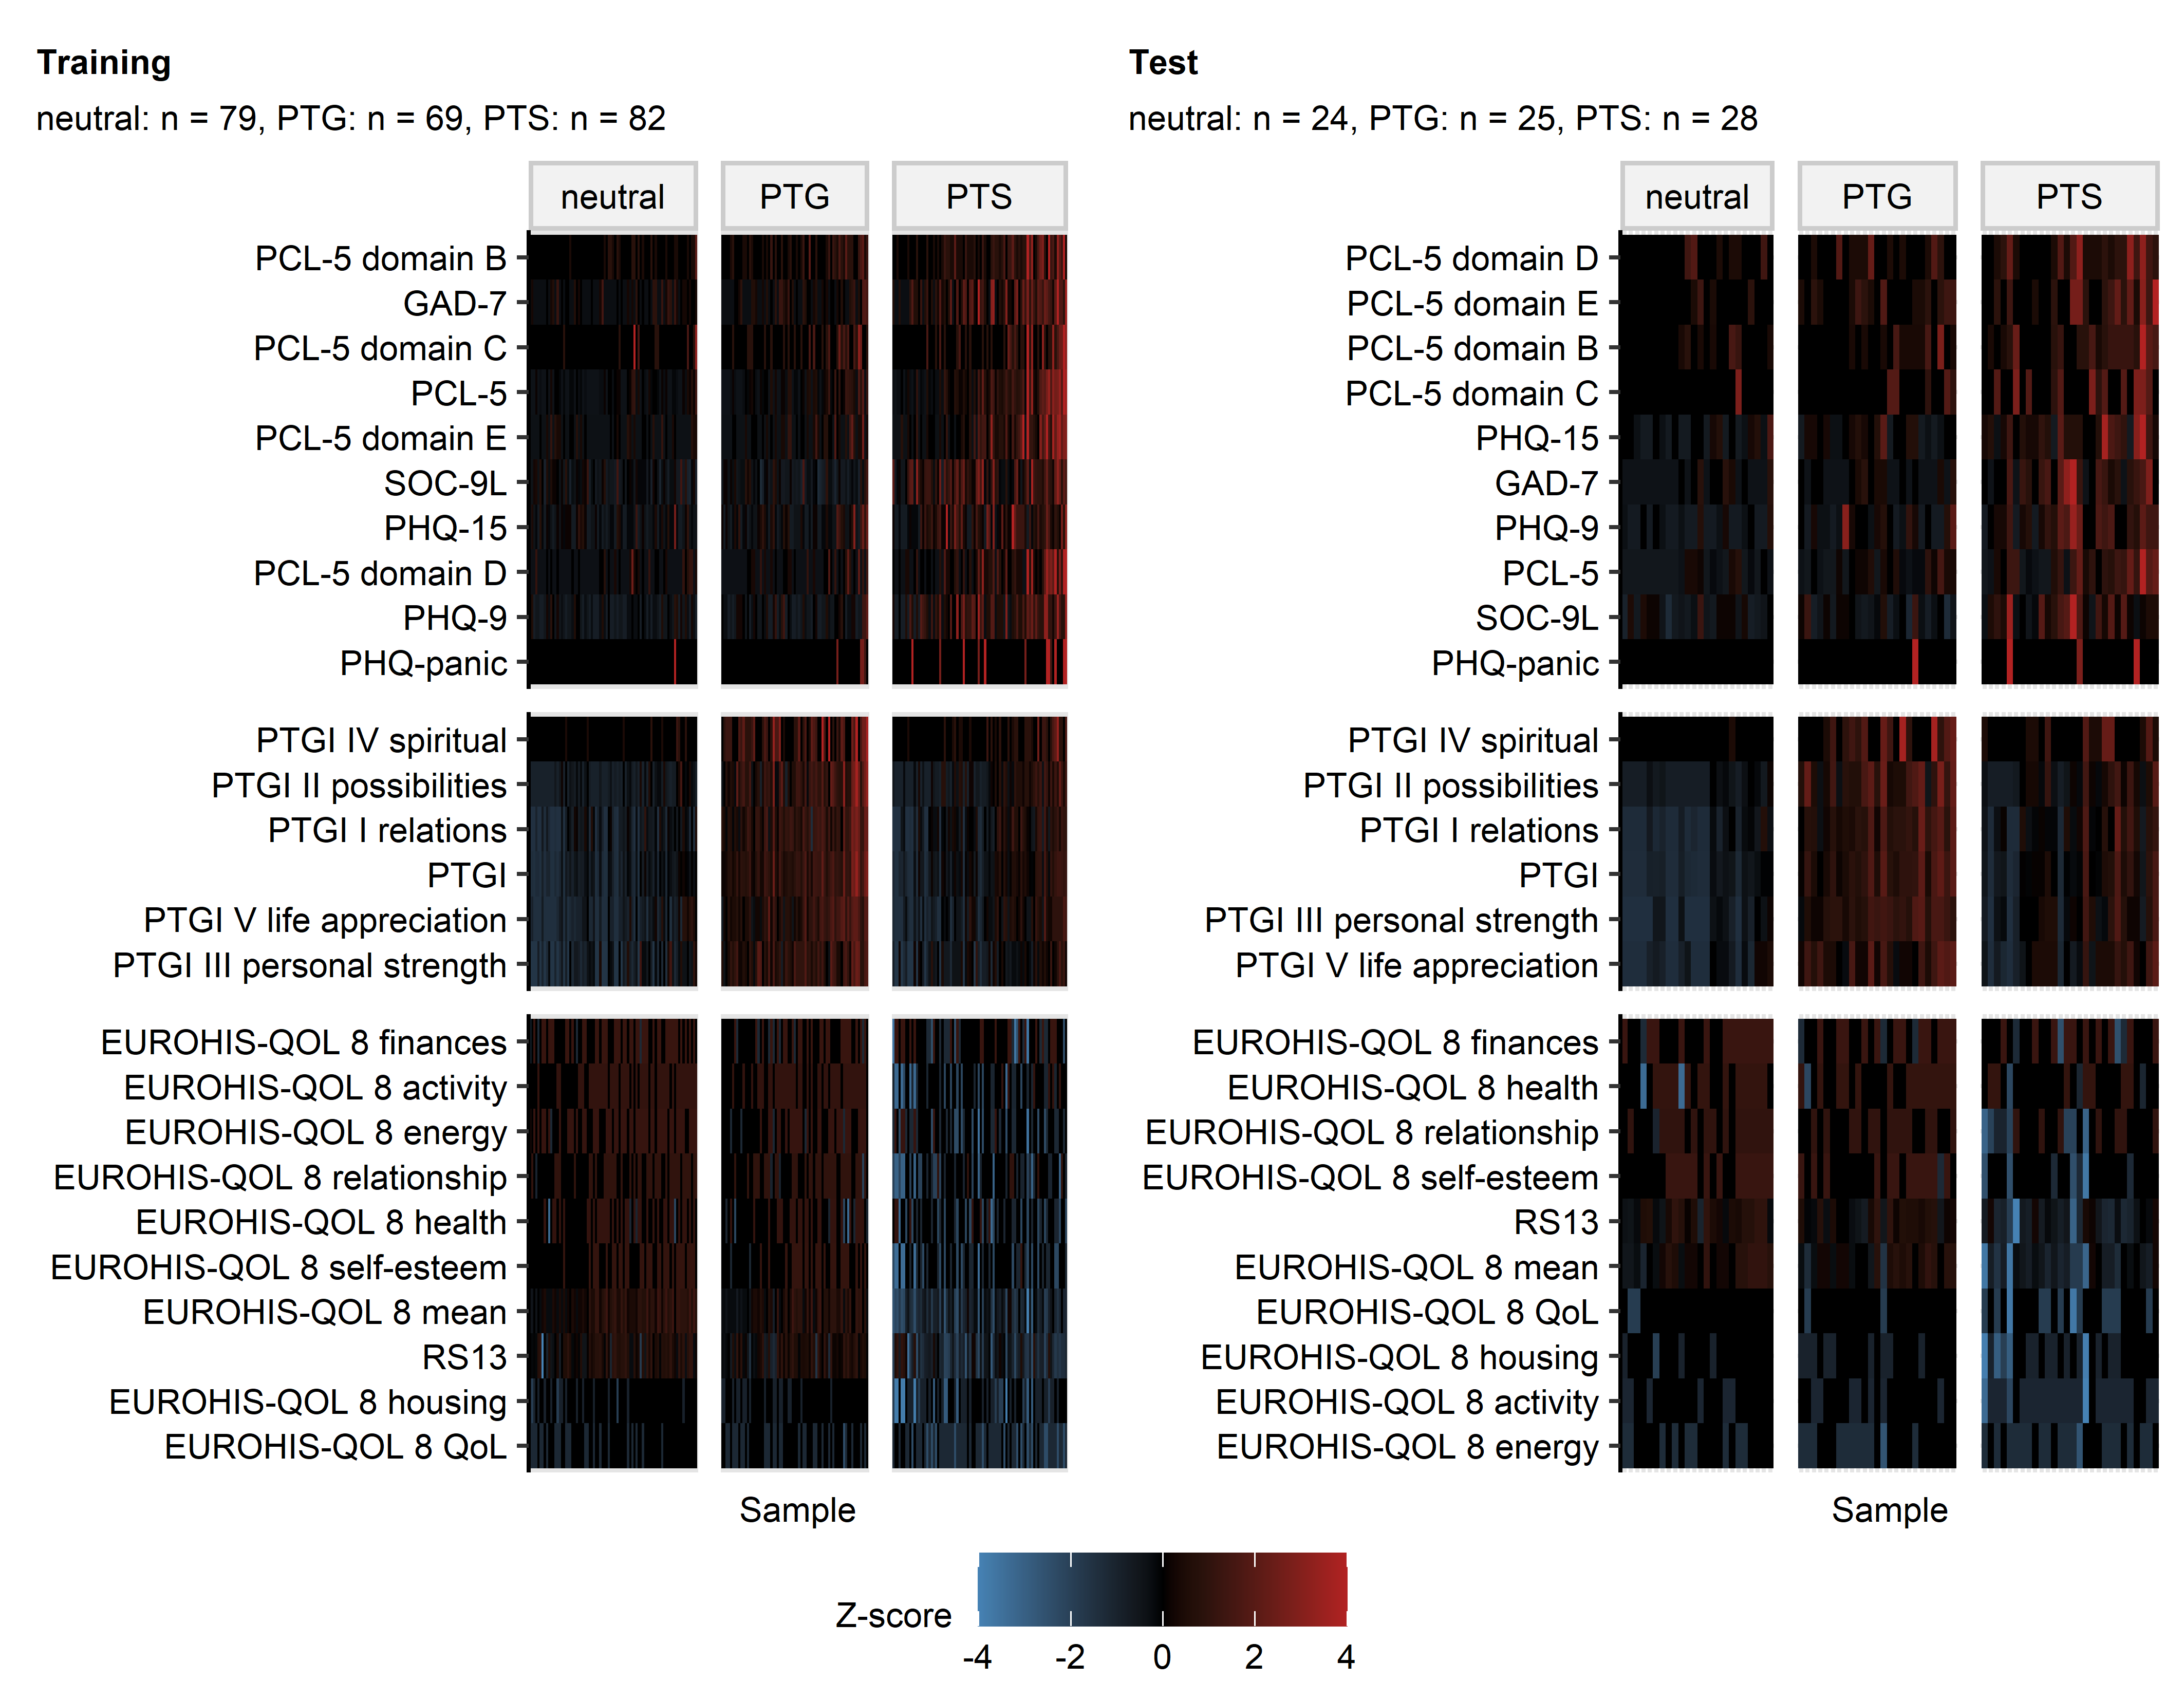 Training
neutral: n = 79, PTG: n = 69, PTS: n = 82
neutral PTG PTS
PCL-5 domain B
GAD-7
PCL-5 domain C
PCL-5
PCL-5 domain E
SOC-9L
PHQ-15
PCL-5 domain D
PHQ-9
PHQ-panic
PTGI IV spiritual
PTGI II possibilities
PTGI I relations
PTGI
PTGI V life appreciation
PTGI III personal strength
EUROHIS-QOL 8 finances
EUROHIS-QOL 8 activity
EUROHIS-QOL 8 energy
EUROHIS-QOL 8 relationship
EUROHIS-QOL 8 health
EUROHIS-QOL 8 self-esteem
EUROHIS-QOL 8 mean
RS13
EUROHIS-QOL 8 housing
EUROHIS-QOL 8 QoL
Sample
Test
neutral: n = 24, PTG: n = 25, PTS: n = 28
neutral PTG PTS
PCL-5 domain D
PCL-5 domain E
PCL-5 domain B
PCL-5 domain C
PHQ-15
GAD-7
PHQ-9
PCL-5
SOC-9L
PHQ-panic
PTGI IV spiritual
PTGI II possibilities
PTGI I relations
PTGI
PTGI III personal strength
PTGI V life appreciation
EUROHIS-QOL 8 finances
EUROHIS-QOL 8 health
EUROHIS-QOL 8 relationship
EUROHIS-QOL 8 self-esteem
RS13
EUROHIS-QOL 8 mean
EUROHIS-QOL 8 QoL
EUROHIS-QOL 8 housing
EUROHIS-QOL 8 activity
EUROHIS-QOL 8 energy
Sample
Z-score
-4 -2 0 2 4